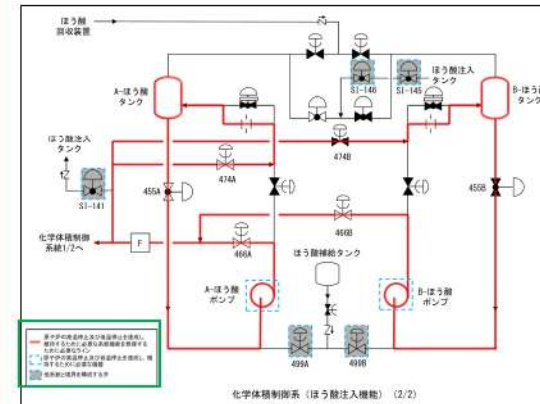 ほう酸
回収装置
A-ほう酸
タンク
SI-146
SI-145
ほう酸注入
タンク
B-ほう酸
タンク
ほう酸注入
タンク
474B
474A
SI-141
455A
455B
化学体積制御
系統1/2へ
F
466A
466B
ほう酸補給タンク
A-ほう酸
ポンプ
B-ほう酸
ポンプ
499A
499B
化学体積制御系（ほう酸注入機能） (2/2)